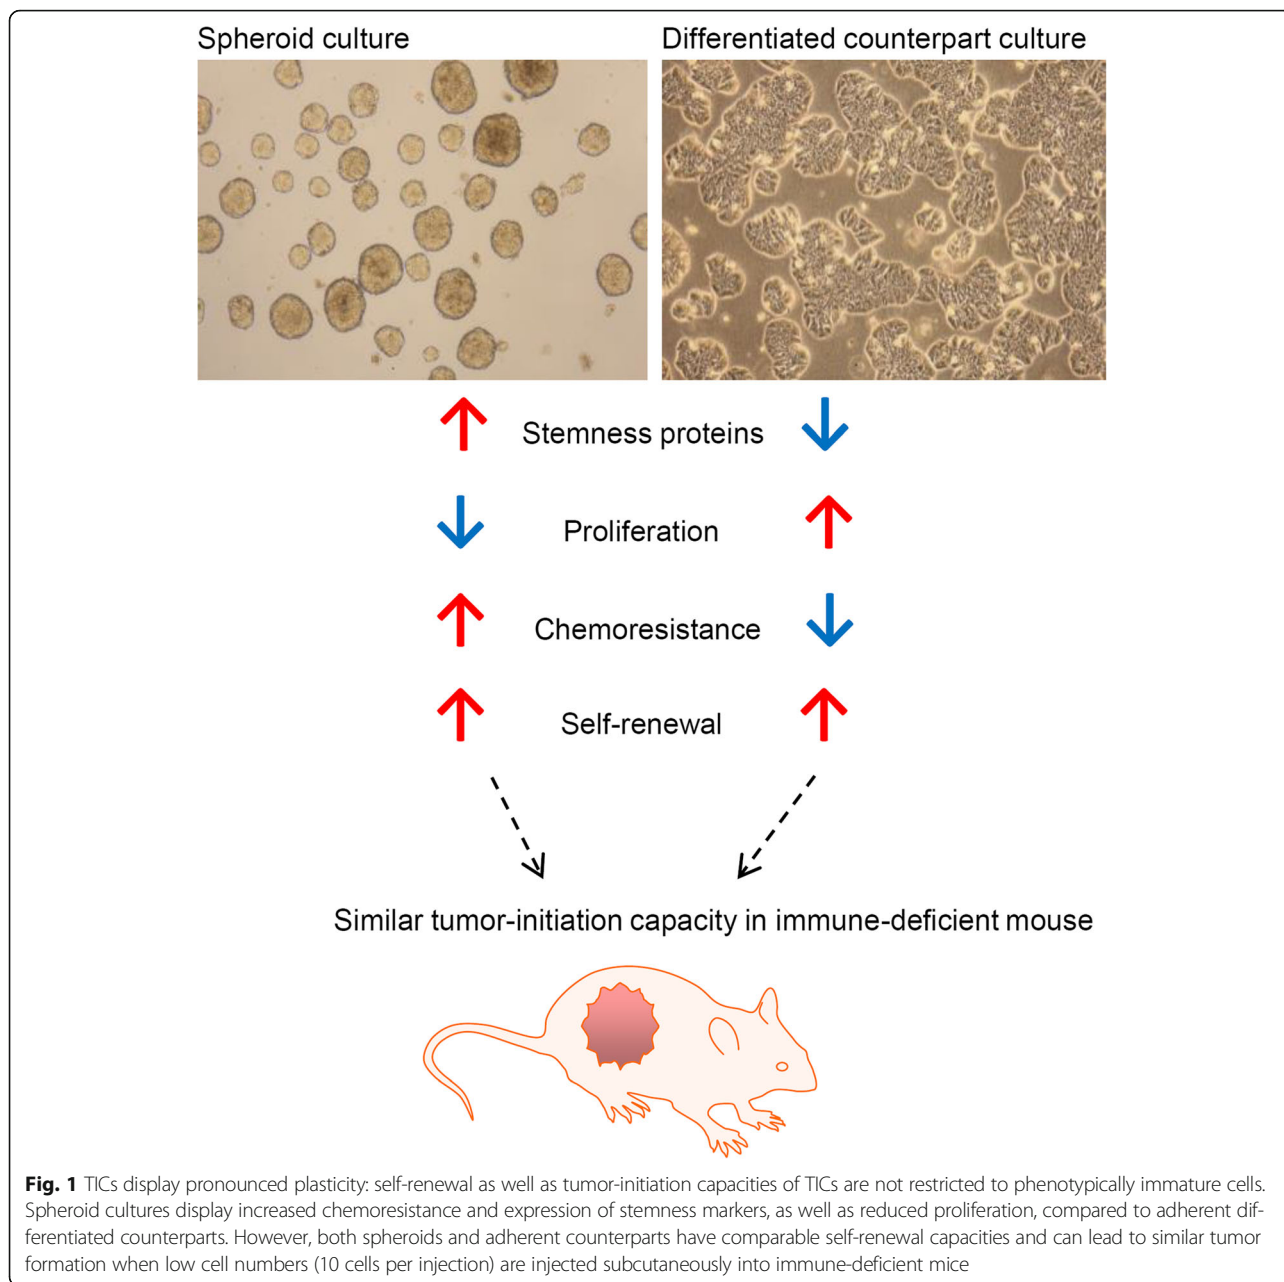 Spheroid culture
Differentiated counterpart culture
Stemness proteins
Proliferation
Chemoresistance
Self-renewal
Similar tumor-initiation capacity in immune-deficient mouse
Fig. 1 TICs display pronounced plasticity: self-renewal as well as tumor-initiation capacities of TICs are not restricted to phenotypically immature cells.
Spheroid cultures display increased chemoresistance and expression of stemness markers, as well as reduced proliferation, compared to adherent dif-
ferentiated counterparts. However, both spheroids and adherent counterparts have comparable self-renewal capacities and can lead to similar tumor
formation when low cell numbers (10 cells per injection) are injected subcutaneously into immune-deficient mice